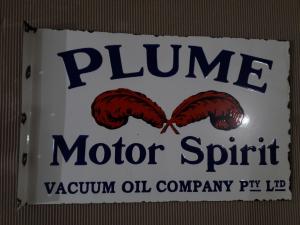 PLUME
Motor Spirit
VACUUM OIL COMPANY PTY LTD